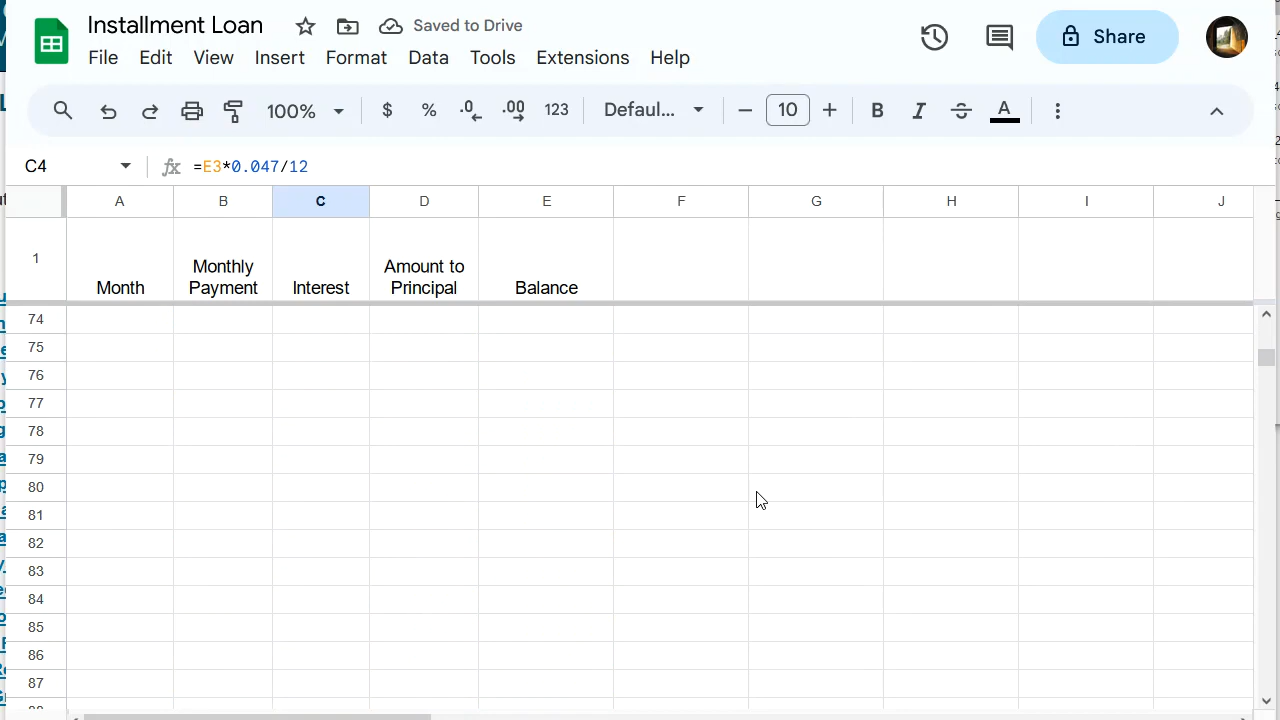 Installment Loan
Saved to Drive
Share
File Edit View Insert Format Data Tools Extensions Help
100% $ % .0 .00 123 Defaul... 10 B I S A
C4 fx =E3*0.047/12
A B C D E F G H I J
1 Month Monthly Payment Interest Amount to Principal Balance
74
75
76
77
78
79
80
81
82
83
84
85
86
87